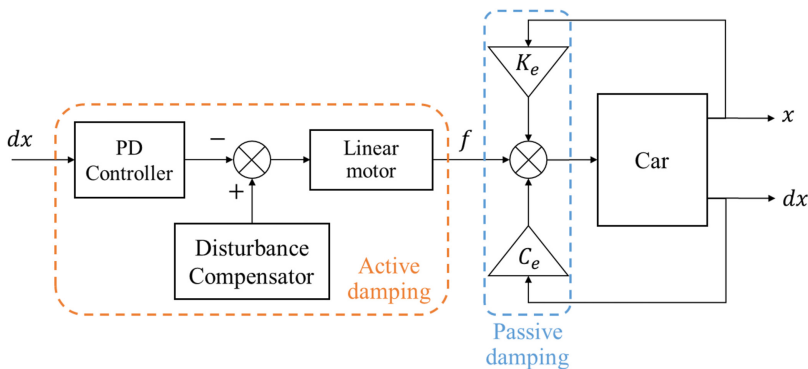 K_e
dx
PD
Controller
−
+
Linear
motor
f
Car
x
dx
Disturbance
Compensator
Active
damping
C_e
Passive
damping